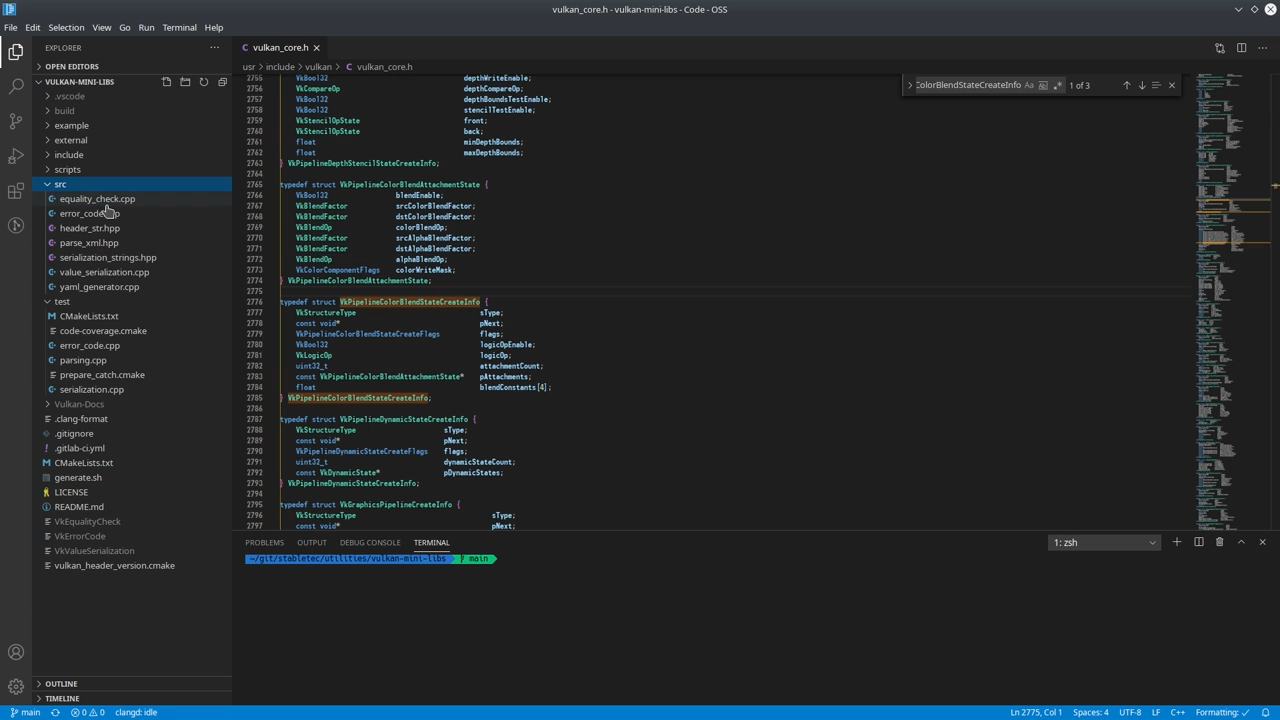 vulkan_core.h - vulkan-mini-libs - Code - OSS
File Edit Selection View Go Run Terminal Help
EXPLORER
OPEN EDITORS
VULKAN-MINI-LIBS
.vscode
build
example
external
include
scripts
src
equality_check.cpp
header_str.hpp
parse_xml.hpp
serialization_strings.hpp
value_serialization.cpp
yaml_generator.cpp
test
CMakeLists.txt
code-coverage.cmake
error_code.cpp
parsing.cpp
prepare_catch.cmake
serialization.cpp
Vulkan-Docs
.clang-format
.gitignore
.gitlab-ci.yml
CMakeLists.txt
generate.sh
LICENSE
README.md
VkEqualityCheck
VkErrorCode
VkValueSerialization
vulkan_header_version.cmake
OUTLINE
TIMELINE
vulkan_core.h
usr include vulkan vulkan_core.h
ColorBlendStateCreateInfo Aa ab .* 1 of 3
2755 VkBool32 depthWriteEnable;
2756 VkCompareOp depthCompareOp;
2757 VkBool32 depthBoundsTestEnable;
2758 VkBool32 stencilTestEnable;
2759 VkStencilOpState front;
2760 VkStencilOpState back;
2761 float minDepthBounds;
2762 float maxDepthBounds;
2763 } VkPipelineDepthStencilStateCreateInfo;
2764
2765 typedef struct VkPipelineColorBlendAttachmentState {
2766 VkBool32 blendEnable;
2767 VkBlendFactor srcColorBlendFactor;
2768 VkBlendFactor dstColorBlendFactor;
2769 VkBlendOp colorBlendOp;
2770 VkBlendFactor srcAlphaBlendFactor;
2771 VkBlendFactor dstAlphaBlendFactor;
2772 VkBlendOp alphaBlendOp;
2773 VkColorComponentFlags colorWriteMask;
2774 } VkPipelineColorBlendAttachmentState;
2775
2776 typedef struct VkPipelineColorBlendStateCreateInfo {
2777 VkStructureType sType;
2778 const void* pNext;
2779 VkPipelineColorBlendStateCreateFlags flags;
2780 VkBool32 logicOpEnable;
2781 VkLogicOp logicOp;
2782 uint32_t attachmentCount;
2783 const VkPipelineColorBlendAttachmentState* pAttachments;
2784 float blendConstants[4];
2785 } VkPipelineColorBlendStateCreateInfo;
2786
2787 typedef struct VkPipelineDynamicStateCreateInfo {
2788 VkStructureType sType;
2789 const void* pNext;
2790 VkPipelineDynamicStateCreateFlags flags;
2791 uint32_t dynamicStateCount;
2792 const VkDynamicState* pDynamicStates;
2793 } VkPipelineDynamicStateCreateInfo;
2794
2795 typedef struct VkGraphicsPipelineCreateInfo {
2796 VkStructureType sType;
2797 const void* pNext;
PROBLEMS OUTPUT DEBUG CONSOLE TERMINAL
1: zsh
~/git/stabletec/utilities/vulkan-mini-libs main
main 0 0 clangd: idle
Ln 2775, Col 1 Spaces: 4 UTF-8 LF C++ Formatting: ✓